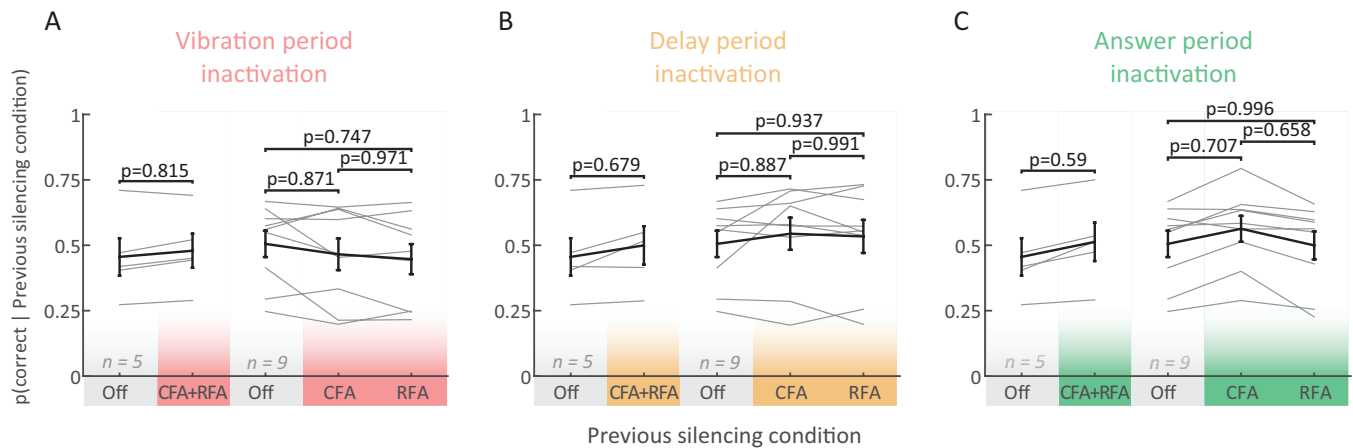 A
Vibration period
inactivation
B
Delay period
inactivation
C
Answer period
inactivation
p(correct | Previous silencing condition)
1
0.75
0.5
0.25
0
p=0.815
p=0.747
p=0.971
p=0.871
n = 5
n = 9
Off
CFA+RFA
Off
CFA
RFA
1
0.75
0.5
0.25
0
p=0.679
p=0.937
p=0.991
p=0.887
n = 5
n = 9
Off
CFA+RFA
Off
CFA
RFA
1
0.75
0.5
0.25
0
p=0.59
p=0.996
p=0.658
p=0.707
n = 5
n = 9
Off
CFA+RFA
Off
CFA
RFA
Previous silencing condition